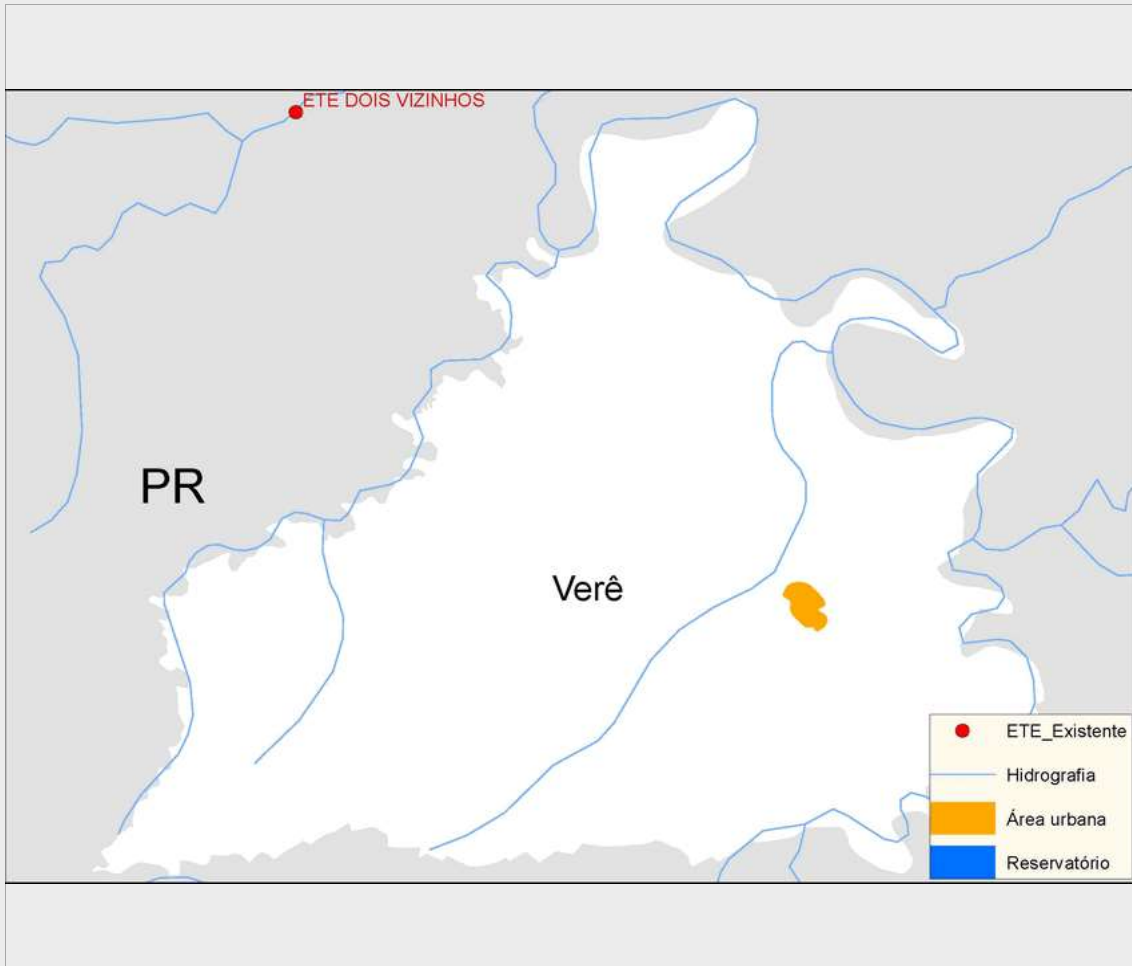 ETE DOIS VIZINHOS
PR
Verê
ETE_Existente
Hidrografia
Área urbana
Reservatório